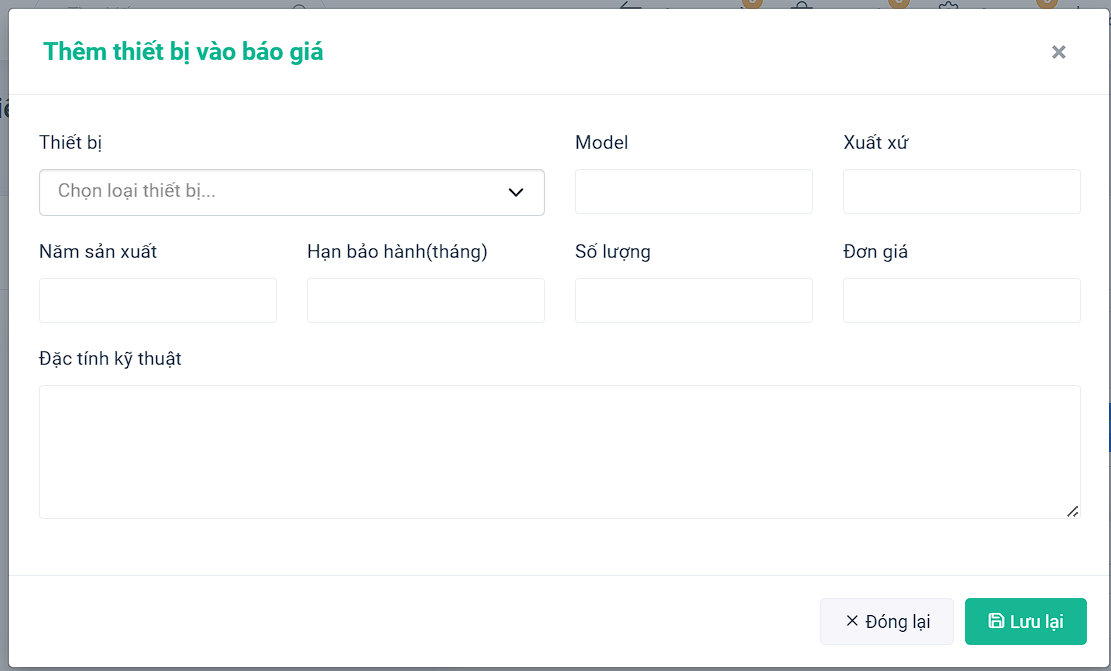 Thêm thiết bị vào báo giá
Thiết bị
Model
Xuất xứ
Chọn loại thiết bị...
Năm sản xuất
Hạn bảo hành(tháng)
Số lượng
Đơn giá
Đặc tính kỹ thuật
Đóng lại
Lưu lại